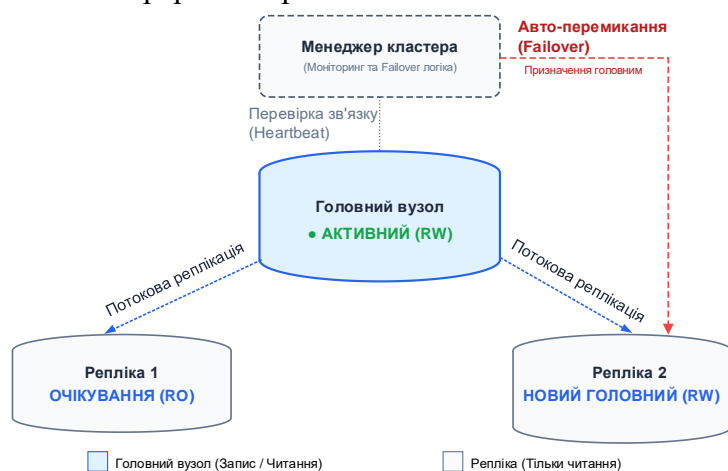 Менеджер кластера
(Моніторинг та Failover логіка)
Авто-перемикання
(Failover)
Призначення головним
Перевірка зв'язку
(Heartbeat)
Головний вузол
● АКТИВНИЙ (RW)
Потокова реплікація
Потокова реплікація
Репліка 1
ОЧІКУВАННЯ (RO)
Репліка 2
НОВИЙ ГОЛОВНИЙ (RW)
Головний вузол (Запис / Читання)
Репліка (Тільки читання)